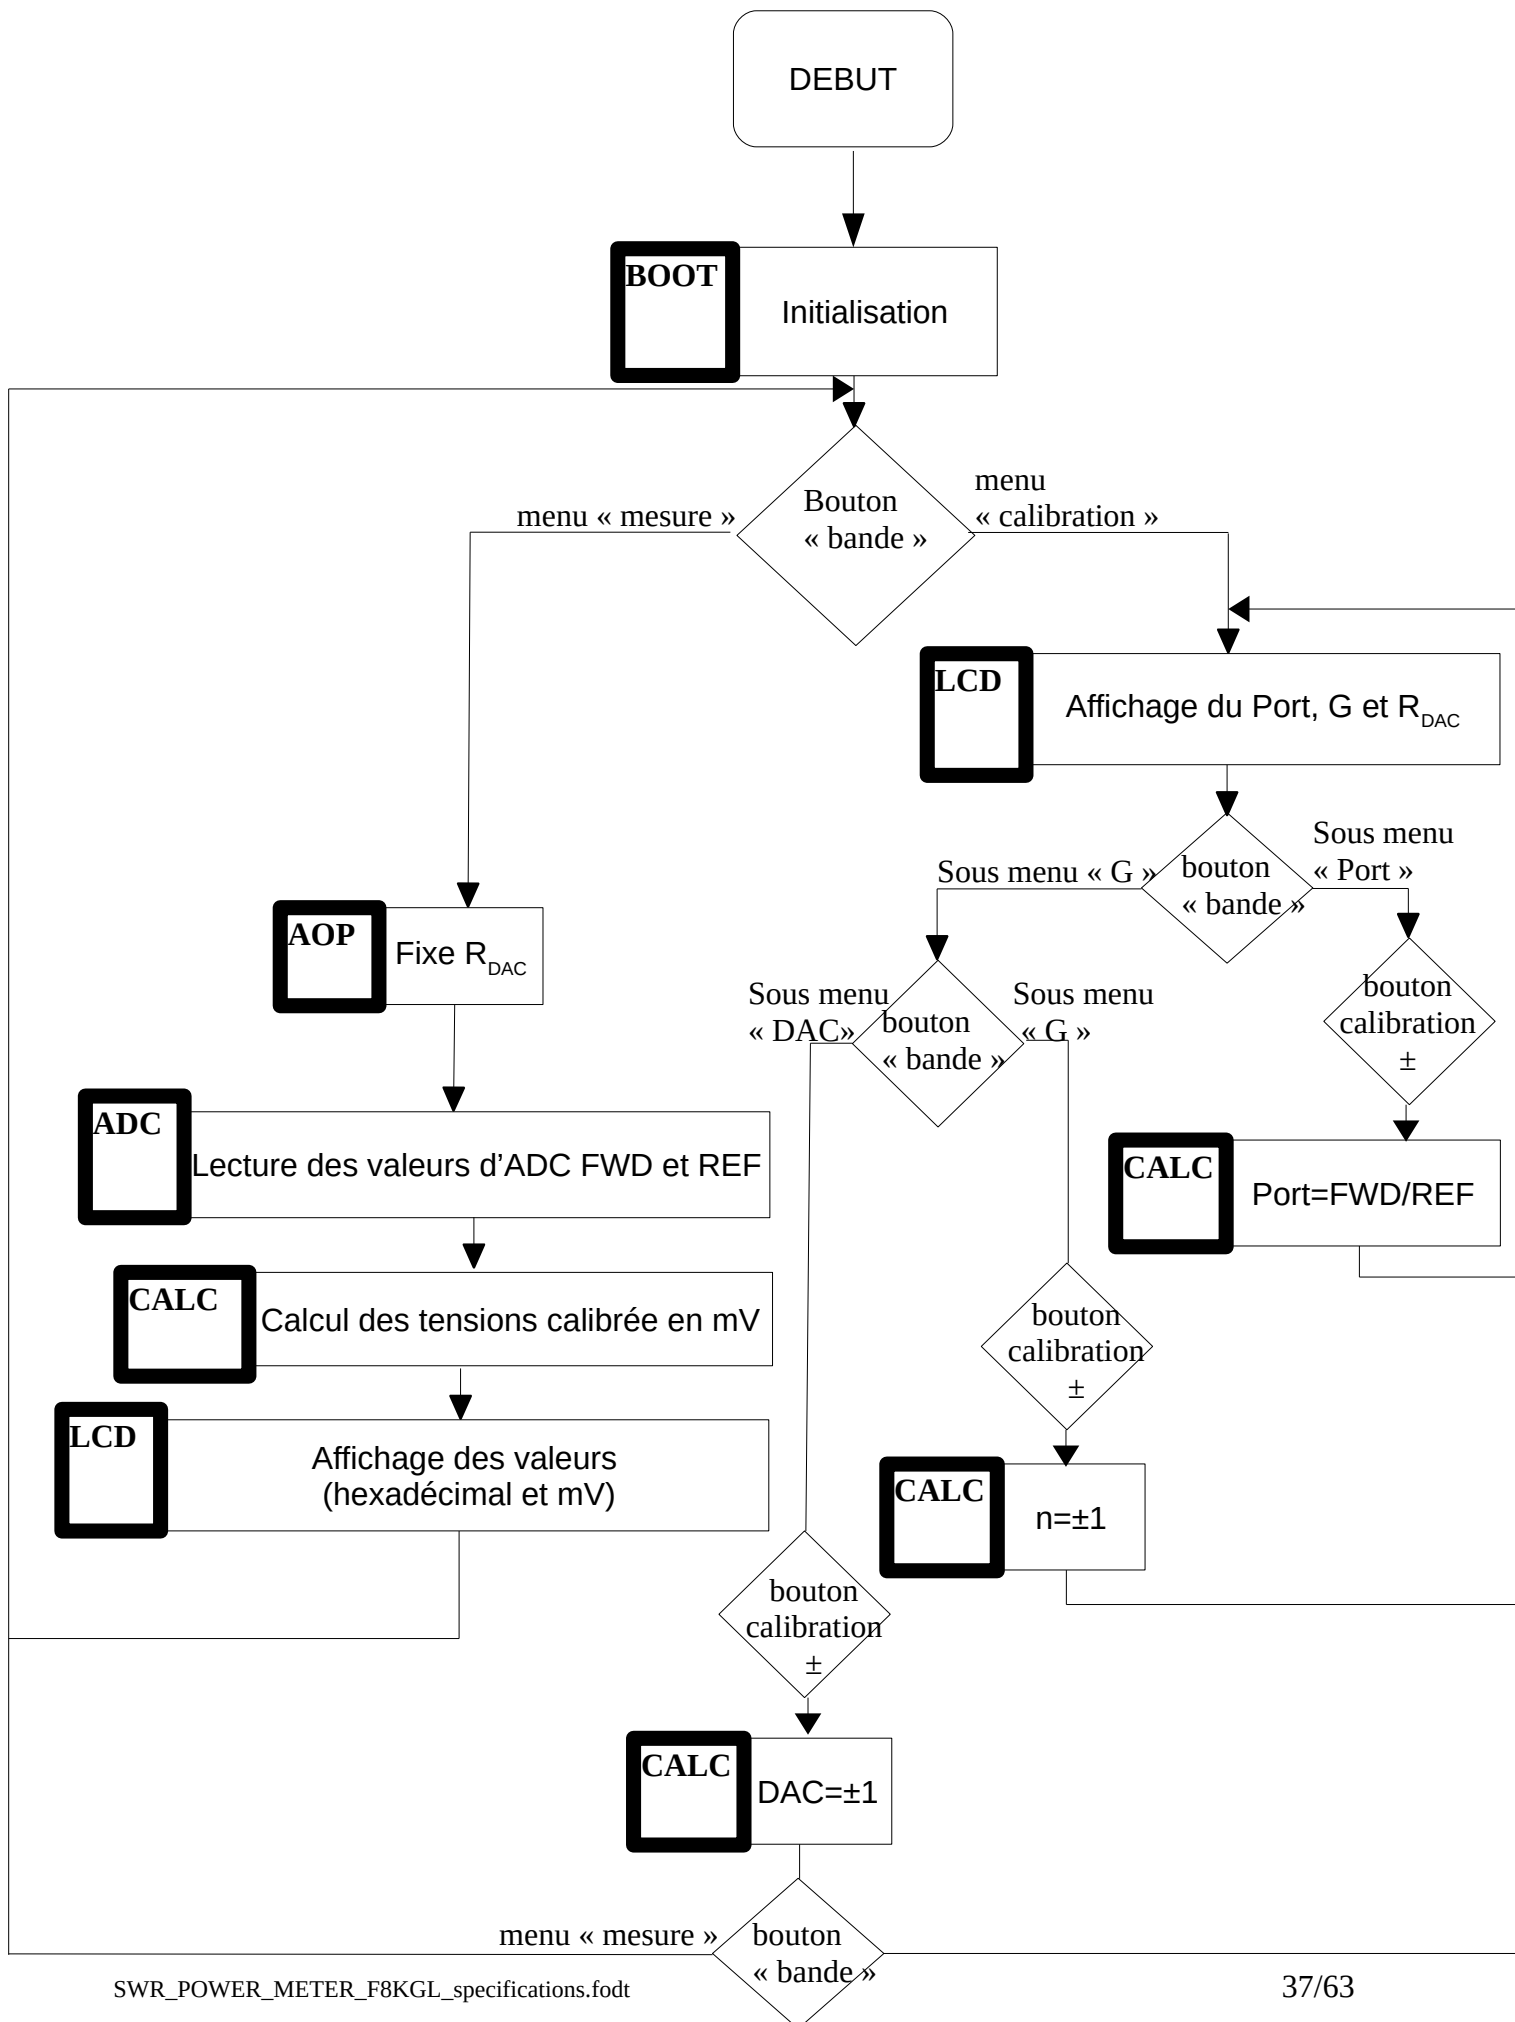 DEBUT
BOOT
Initialisation
Bouton
« bande »
menu « mesure »
menu
« calibration »
LCD
Affichage du Port, G et RDAC
Sous menu « G »
bouton
« bande »
Sous menu
« Port »
AOP
Fixe RDAC
Sous menu
« DAC»
bouton
« bande »
Sous menu
« G »
bouton
calibration
±
ADC
Lecture des valeurs d’ADC FWD et REF
CALC
Port=FWD/REF
CALC
Calcul des tensions calibrée en mV
bouton
calibration
±
LCD
Affichage des valeurs
(hexadécimal et mV)
CALC
n=±1
bouton
calibration
±
CALC
DAC=±1
menu « mesure »
bouton
« bande »
SWR_POWER_METER_F8KGL_specifications.fodt
37/63